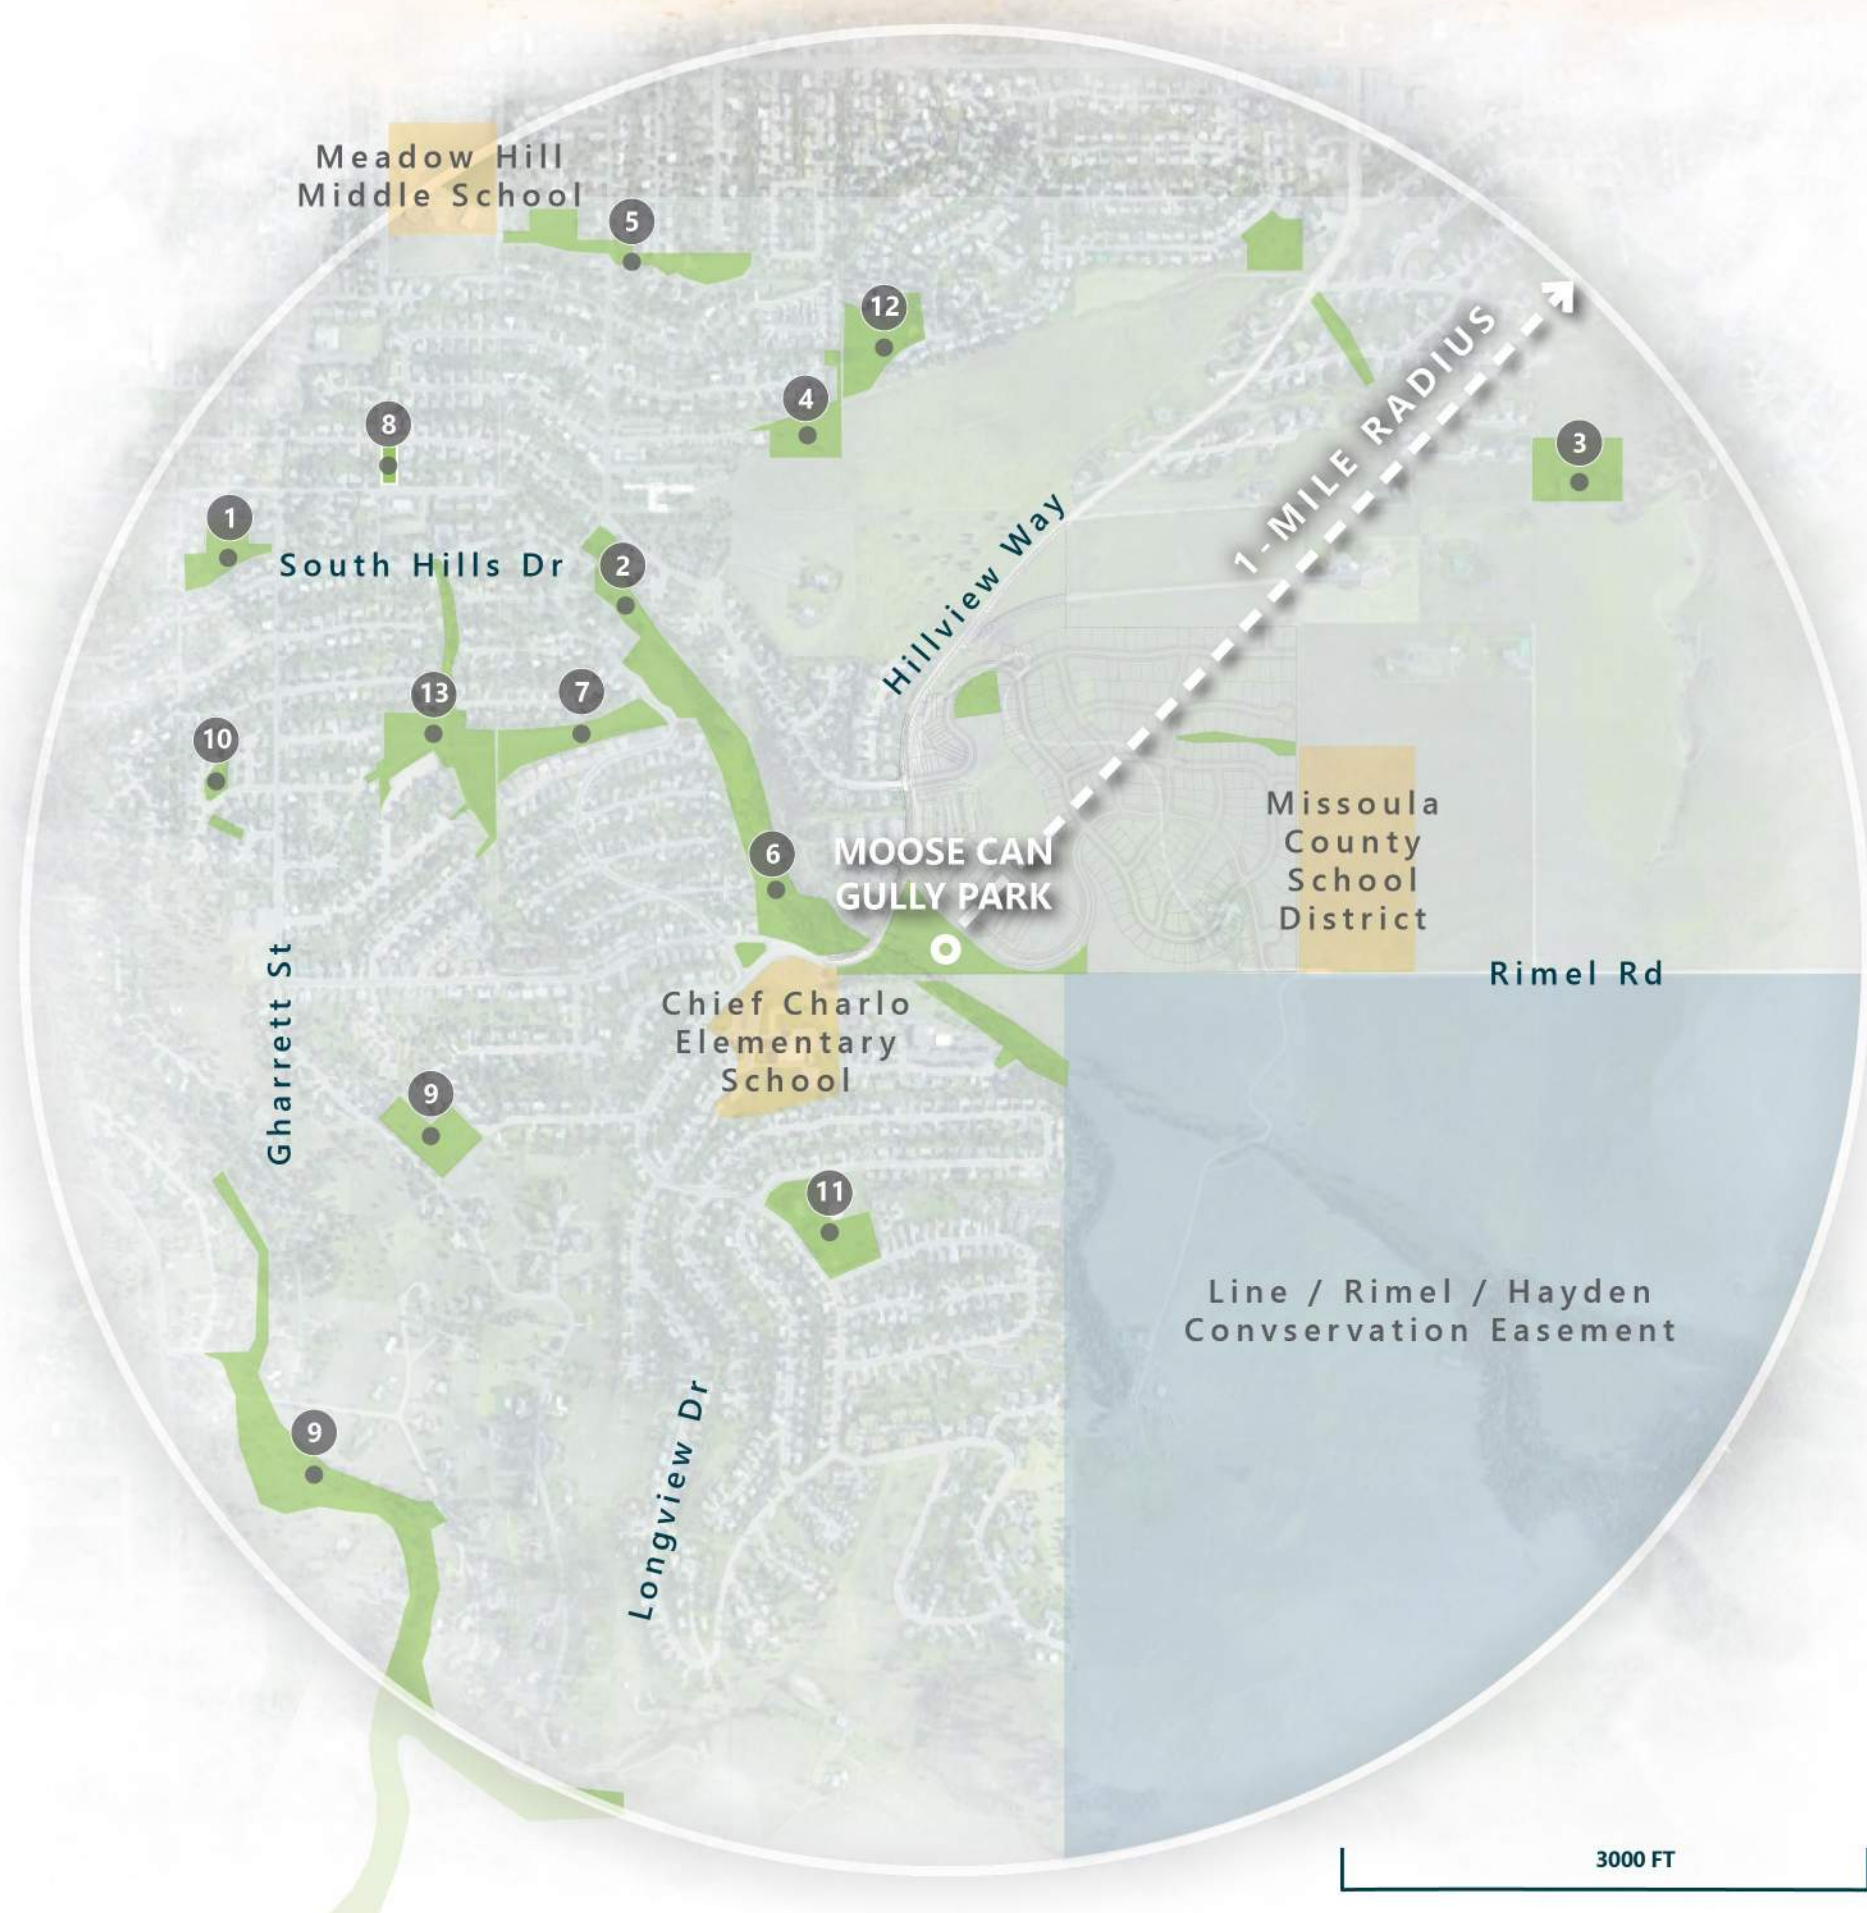 Meadow Hill
Middle School
5
12
4
8
3
1
South Hills Dr
2
Hillview Way
1-MILE RADIUS
13
7
10
6
MOOSE CAN
GULLY PARK
Missoula
County
School
District
Rimel Rd
Gharrett St
Chief Charlo
Elementary
School
9
11
Line / Rimel / Hayden
Convservation Easement
9
Longview Dr
3000 FT